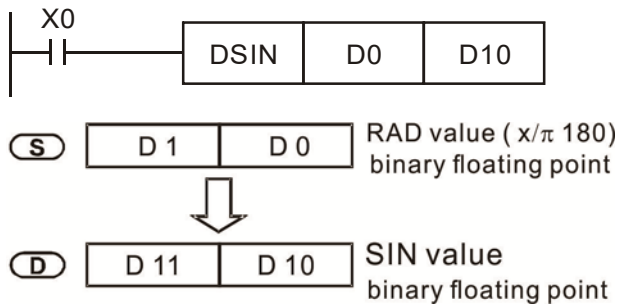 X0
DSIN D0 D10
S D 1 D 0 RAD value ( x/π 180)
binary floating point
D D 11 D 10 SIN value
binary floating point